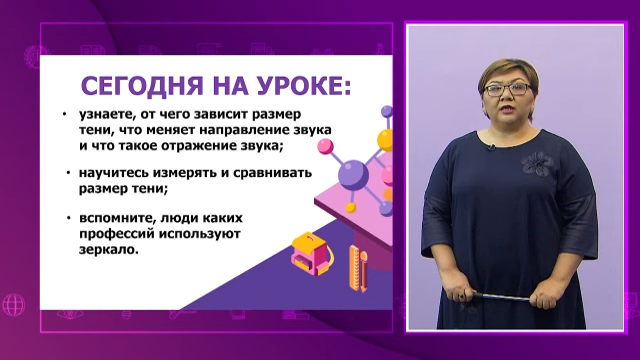 СЕГОДНЯ НА УРОКЕ:
• узнаете, от чего зависит размер
тени, что меняет направление звука
и что такое отражение звука;
• научитесь измерять и сравнивать
размер тени;
• вспомните, люди каких
профессий используют
зеркало.